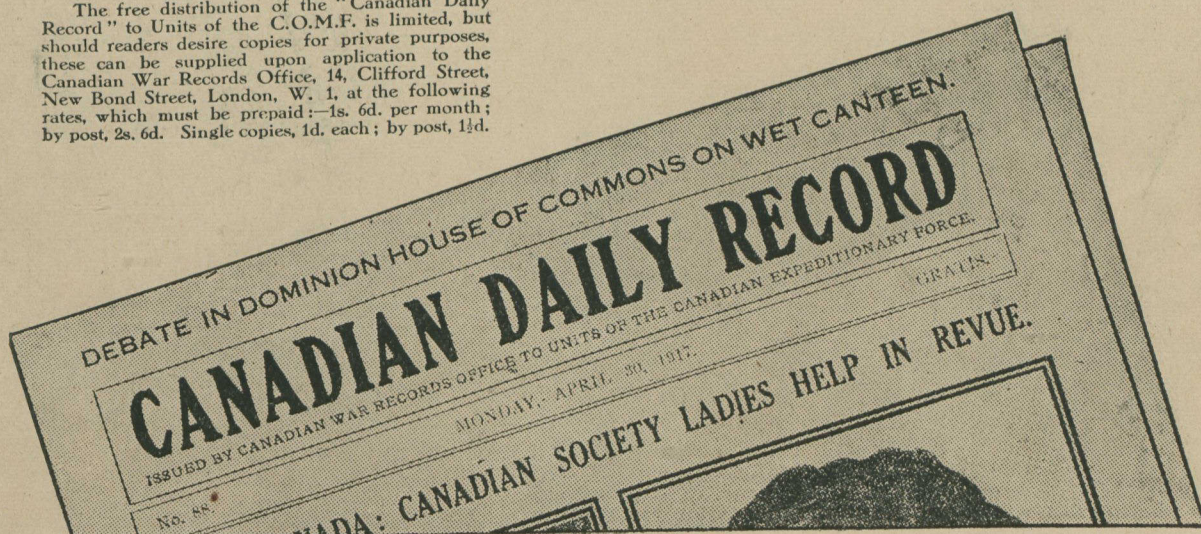 The free distribution of the "Canadian Daily
Record" to Units of the C.O.M.F. is limited, but
should readers desire copies for private purposes,
these can be supplied upon application to the
Canadian War Records Office, 14, Clifford Street,
New Bond Street, London, W. 1, at the following
rates, which must be prepaid:—1s. 6d. per month;
by post, 2s. 6d. Single copies, 1d. each; by post, 1½d.
DEBATE IN DOMINION HOUSE OF COMMONS ON WET CANTEEN.
CANADIAN DAILY RECORD
ISSUED BY CANADIAN WAR RECORDS OFFICE TO UNITS OF THE CANADIAN EXPEDITIONARY FORCE.
No. 88. MONDAY, APRIL 30, 1917. GRATIS.
NADA: CANADIAN SOCIETY LADIES HELP IN REVUE.